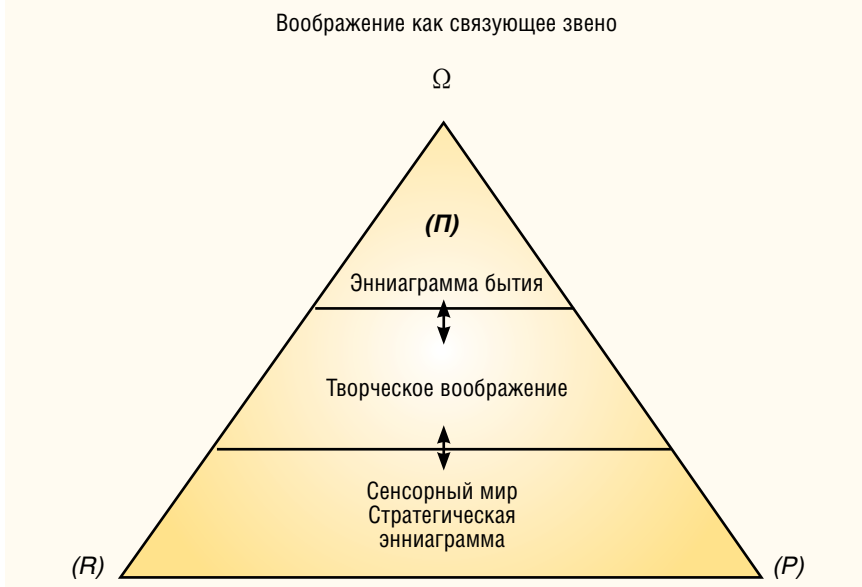 Воображение как связующее звено
Ω
(П)
Энниаграмма бытия
Творческое воображение
Сенсорный мир
Стратегическая
энниаграмма
(R)
(P)